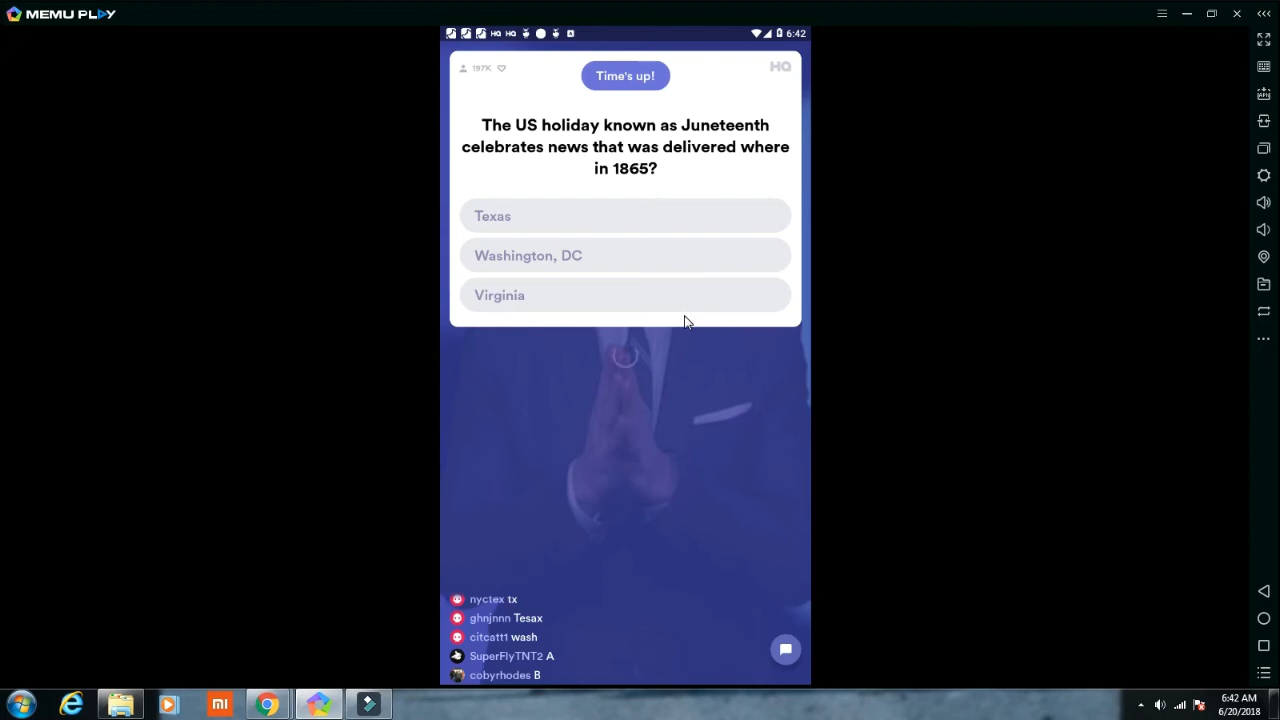 MEMU PLAY
HQ HQ A 6:42
197K Time's up! HQ
The US holiday known as Juneteenth
celebrates news that was delivered where
in 1865?
Texas
Washington, DC
Virginia
nyctex tx
ghnjnnn Tesax
citcatt1 wash
SuperFlyTNT2 A
cobyrhodes B
6:42 AM
6/20/2018